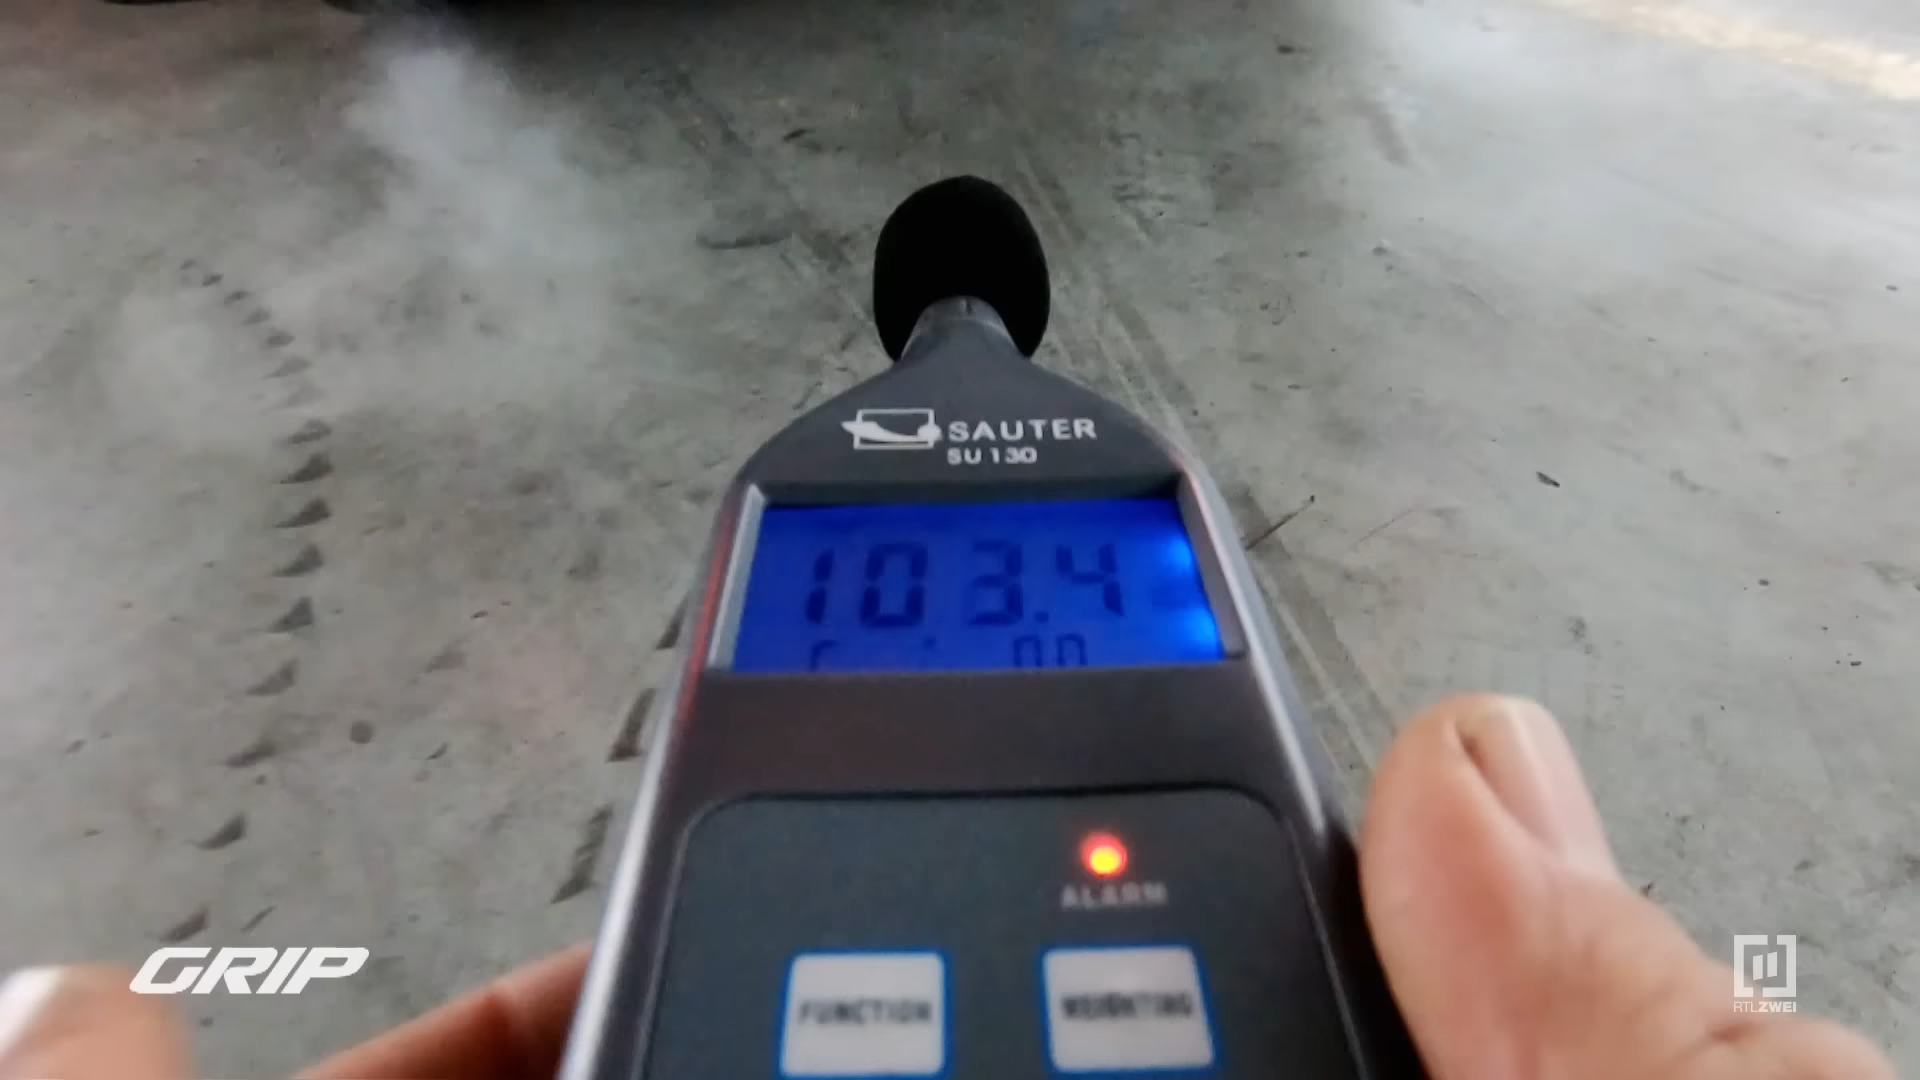 SAUTER
SU 130
103.4
ALARM
FUNCTION
WEIGHTING
GRIP
RTLZWEI